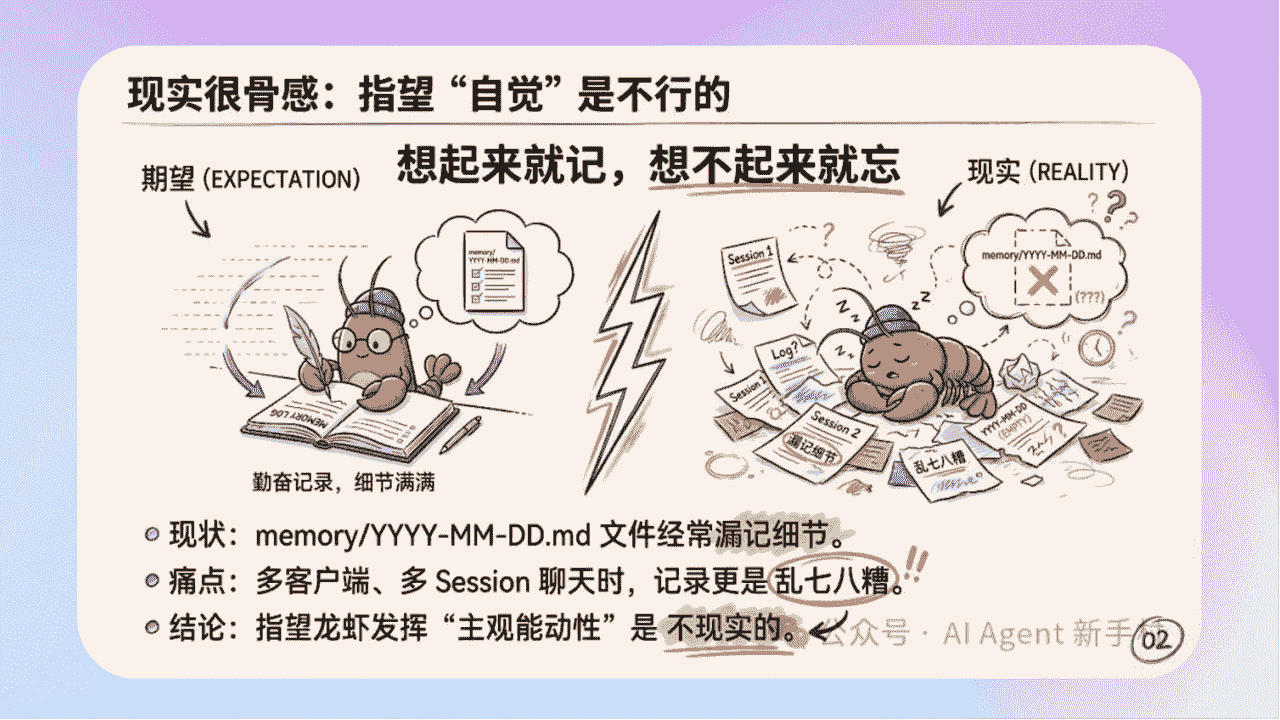 现实很骨感：指望“自觉”是不行的
想起来就记，想不起来就忘
期望 (EXPECTATION)
现实 (REALITY)
memory/
YYYY-MM-DD.md
MEMORY LOG
勤奋记录，细节满满
Session 1
?
memory/YYYY-MM-DD.md
(???)
???
z z z
Log?
Session 1
Session 2
漏记细节
乱七八糟
YYY-MM-DD
(EMPTY)
?
现状：memory/YYYY-MM-DD.md 文件经常漏记细节。
痛点：多客户端、多 Session 聊天时，记录更是乱七八糟。!!
结论：指望龙虾发挥“主观能动性”是 不现实的。
公众号 · AI Agent 新手
02